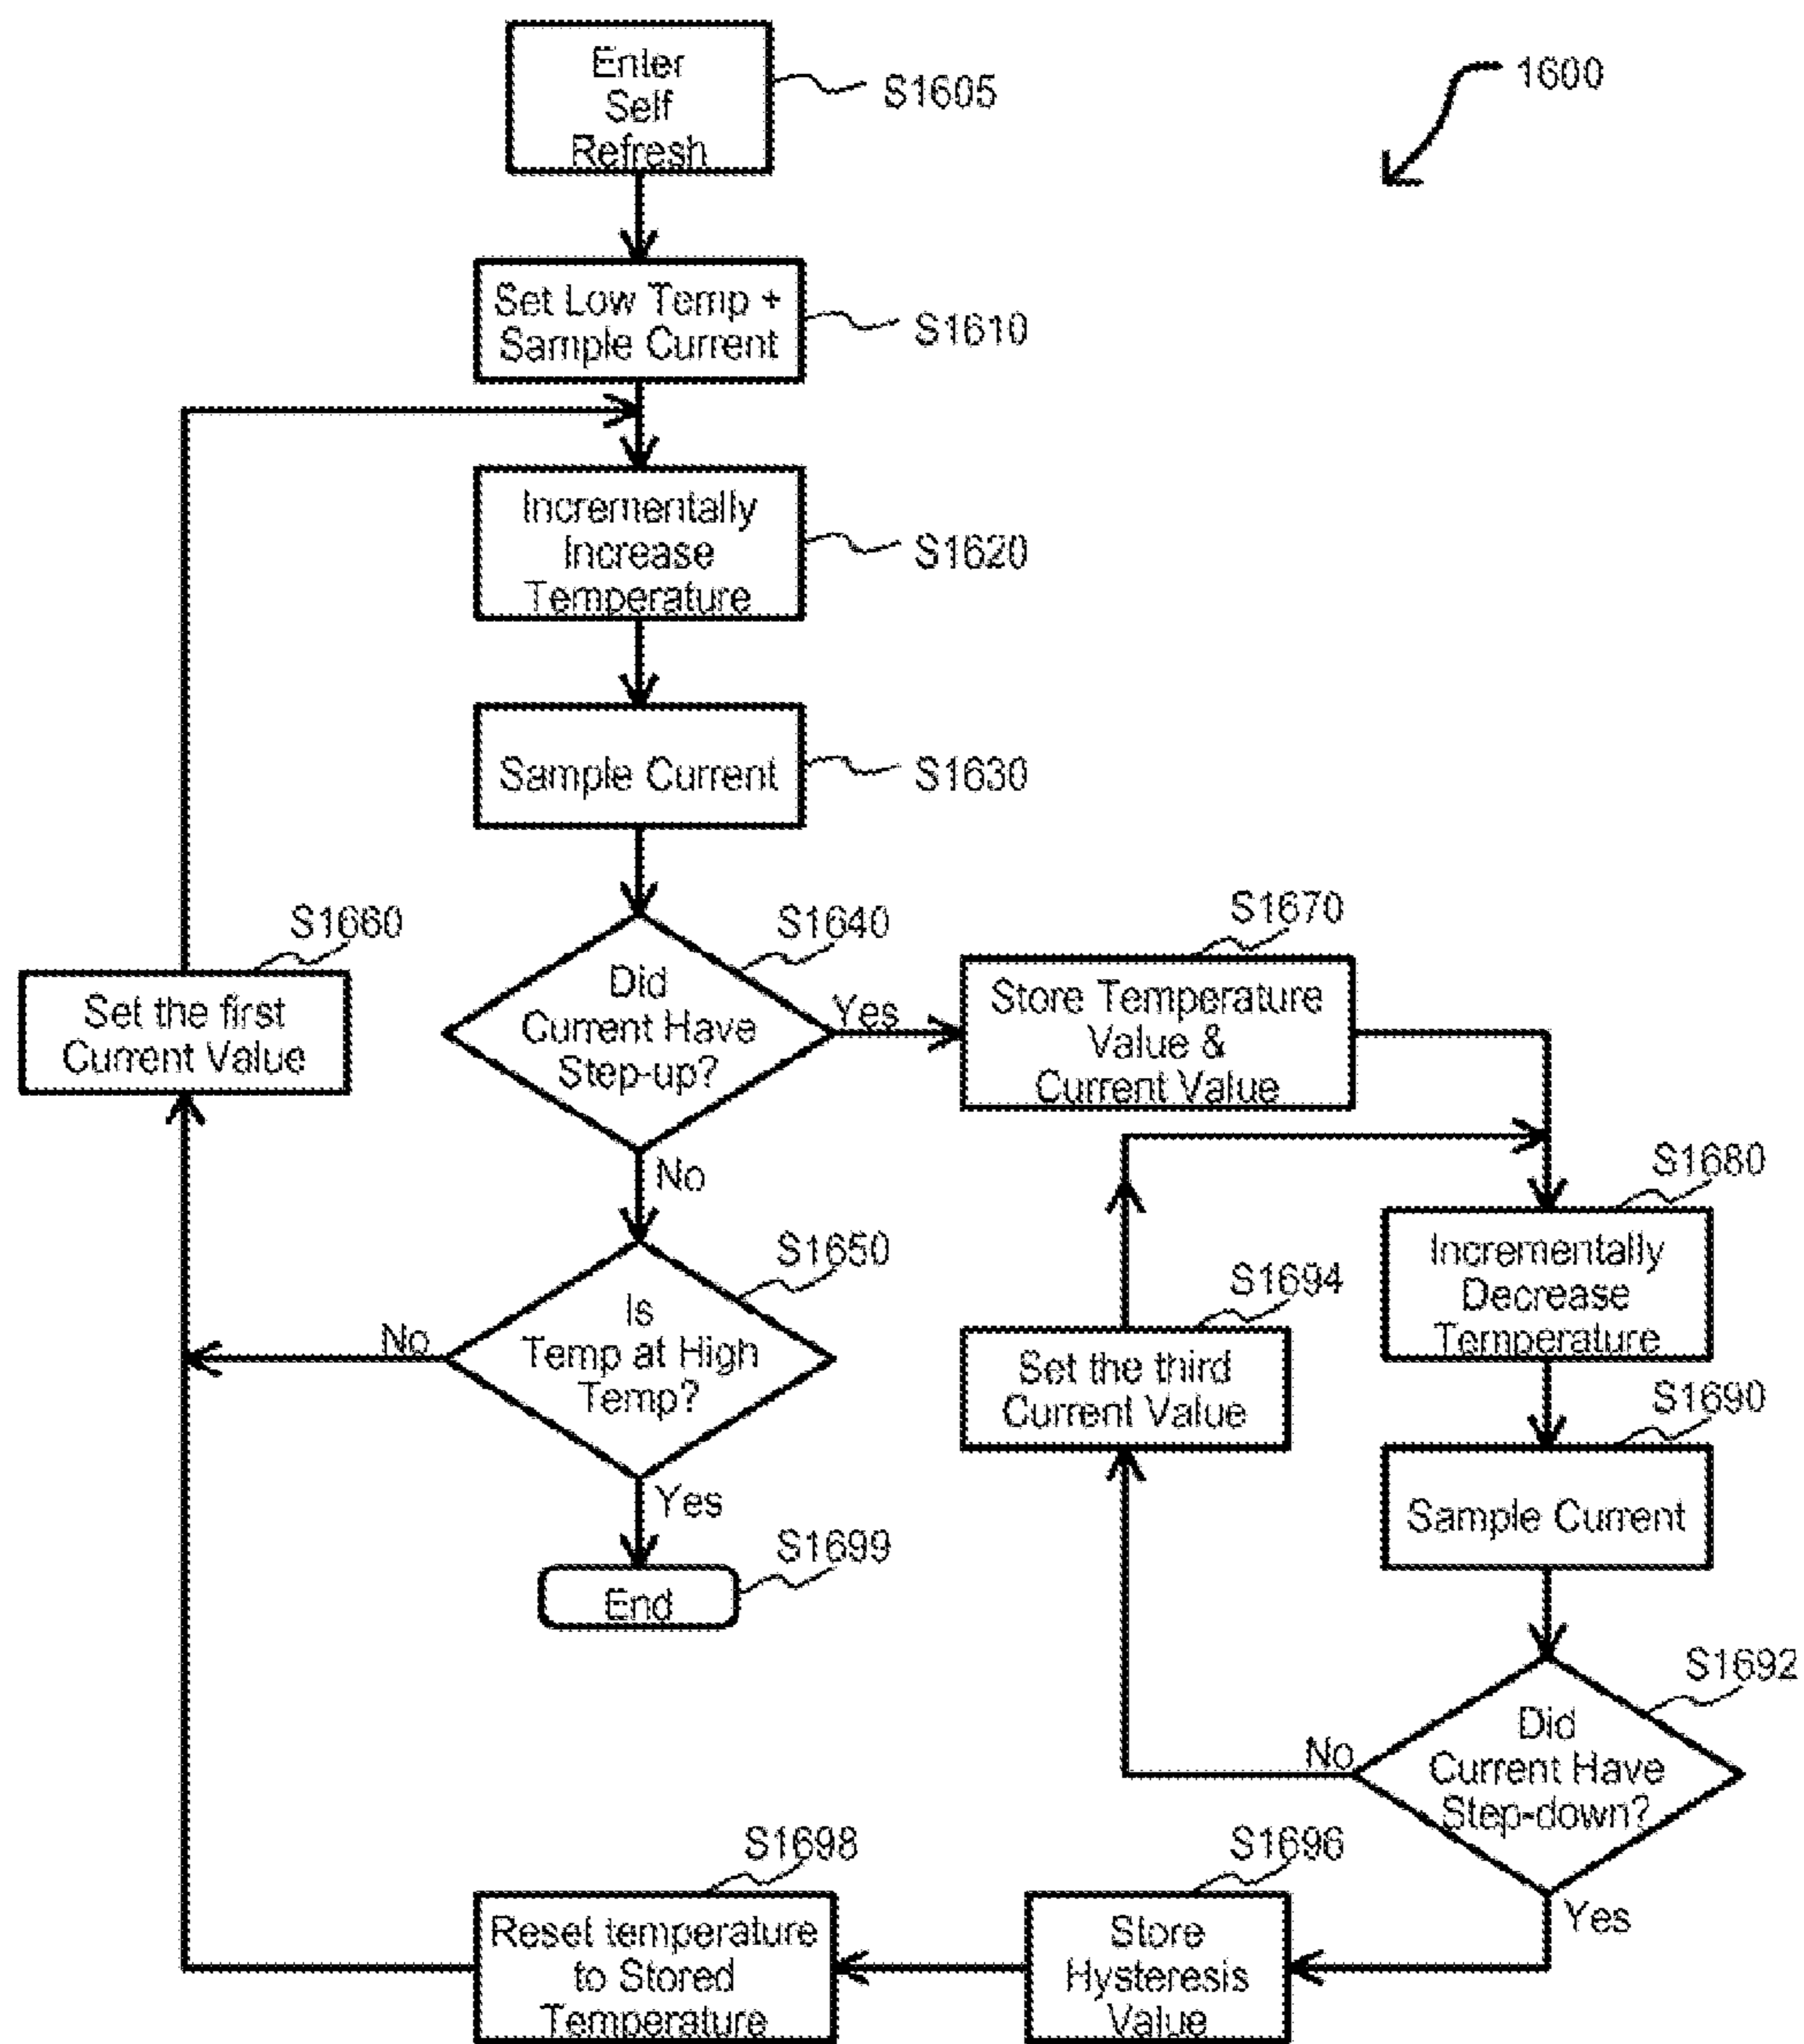 Enter
Self
Refresh
S1605
1600
Set Low Temp +
Sample Current
S1610
Incrementally
Increase
Temperature
S1620
Sample Current
S1630
S1660
Set the first
Current Value
S1640
Did
Current Have
Step-up?
Yes
No
S1670
Store Temperature
Value &
Current Value
S1650
Is
Temp at High
Temp?
No
Yes
S1699
End
S1680
Incrementally
Decrease
Temperature
S1694
Set the third
Current Value
S1690
Sample Current
S1692
Did
Current Have
Step-down?
No
Yes
S1698
Reset temperature
to Stored
Temperature
S1696
Store
Hysteresis
Value